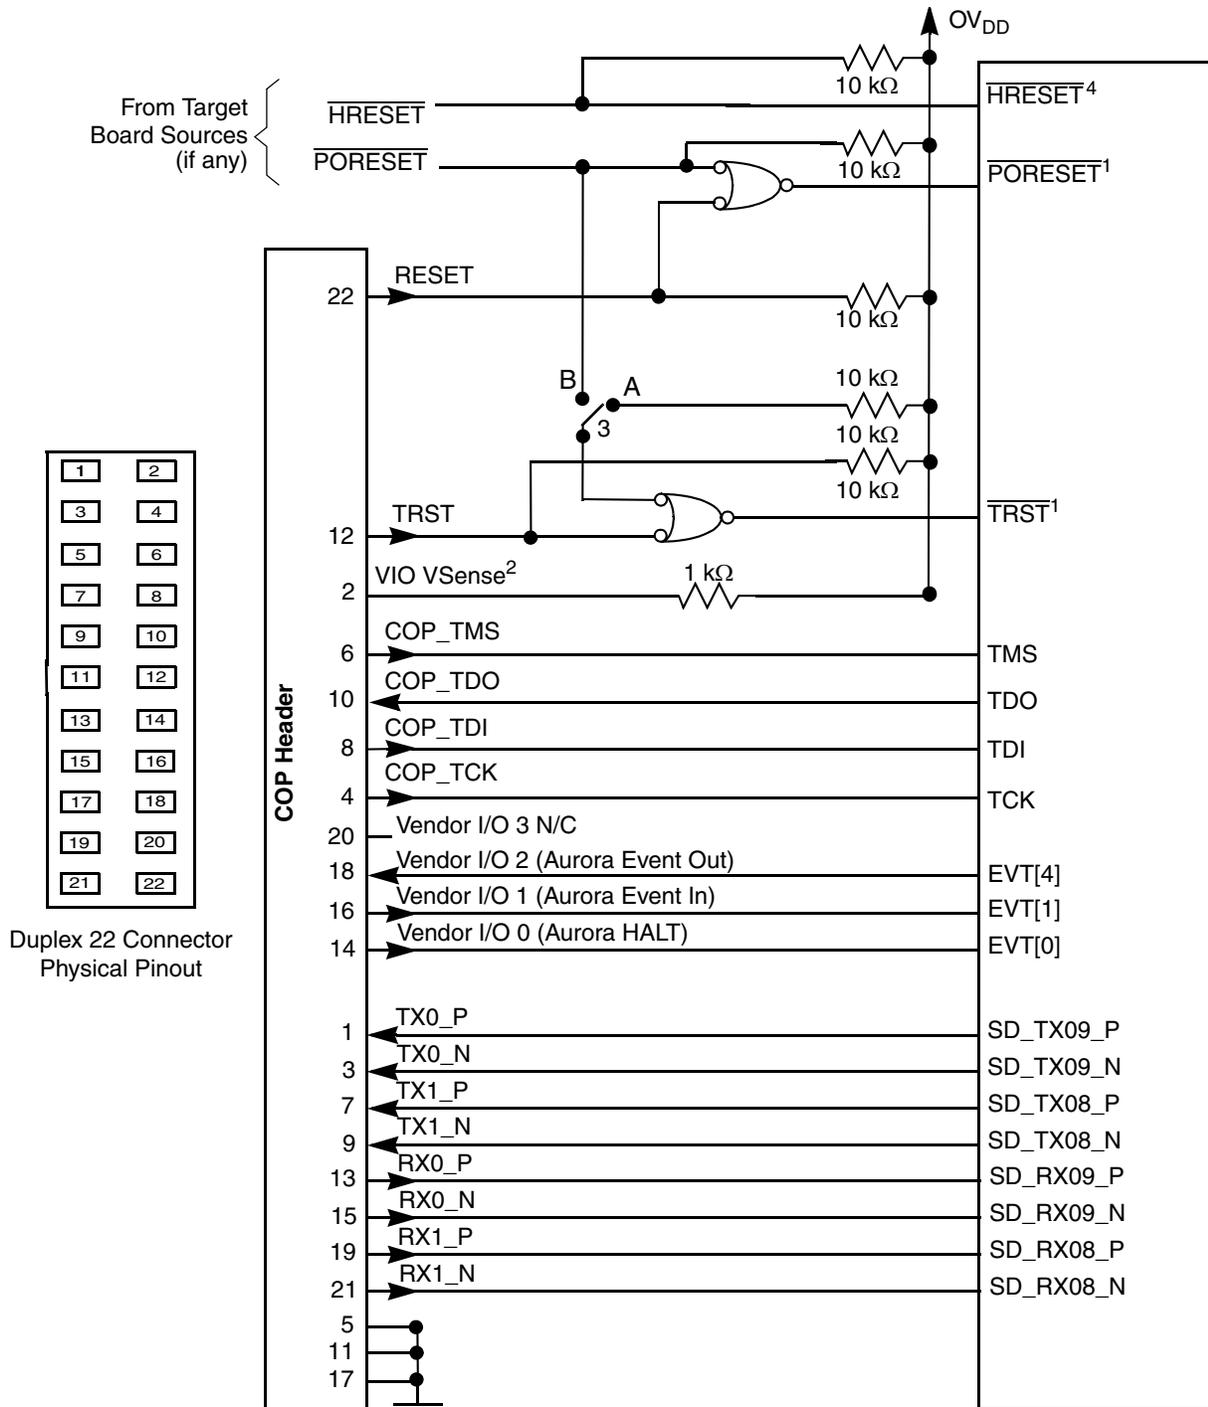 OVDD
10 kΩ
From Target
Board Sources
(if any)
HRESET
HRESET4
PORESET
10 kΩ
PORESET1
22
RESET
10 kΩ
10 kΩ
B
A
3
10 kΩ
10 kΩ
12
TRST
TRST1
2
VIO VSense2
1 kΩ
6
COP_TMS
TMS
10
COP_TDO
TDO
8
COP_TDI
TDI
4
COP_TCK
TCK
20
Vendor I/O 3 N/C
18
Vendor I/O 2 (Aurora Event Out)
EVT[4]
16
Vendor I/O 1 (Aurora Event In)
EVT[1]
14
Vendor I/O 0 (Aurora HALT)
EVT[0]
1
TX0_P
SD_TX09_P
3
TX0_N
SD_TX09_N
7
TX1_P
SD_TX08_P
9
TX1_N
SD_TX08_N
13
RX0_P
SD_RX09_P
15
RX0_N
SD_RX09_N
19
RX1_P
SD_RX08_P
21
RX1_N
SD_RX08_N
5
11
17
COP Header
1 2
3 4
5 6
7 8
9 10
11 12
13 14
15 16
17 18
19 20
21 22
Duplex 22 Connector
Physical Pinout